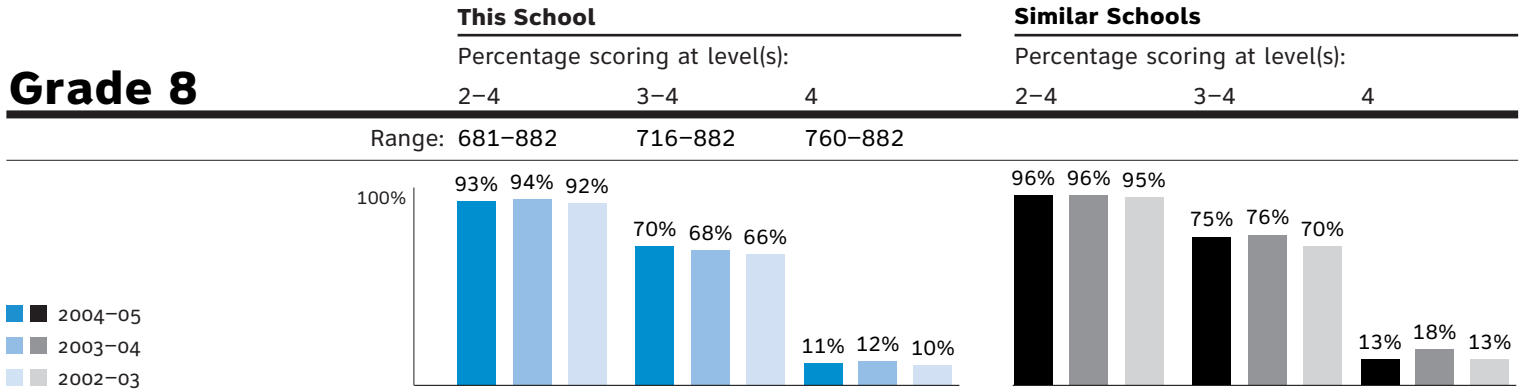 This School Similar Schools
Percentage scoring at level(s): Percentage scoring at level(s):
Grade 8 2–4 3–4 4 2–4 3–4 4
Range: 681–882 716–882 760–882
100% 93% 94% 92% 70% 68% 66% 11% 12% 10% 96% 96% 95% 75% 76% 70% 13% 18% 13%
2004–05
2003–04
2002–03